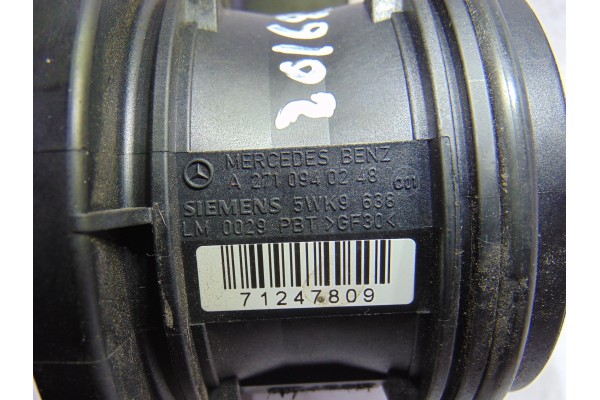 MERCEDES BENZ
A 271 094 02 48
SIEMENS 5WK9 638
LM 0029 PBT >GF30<
71247809